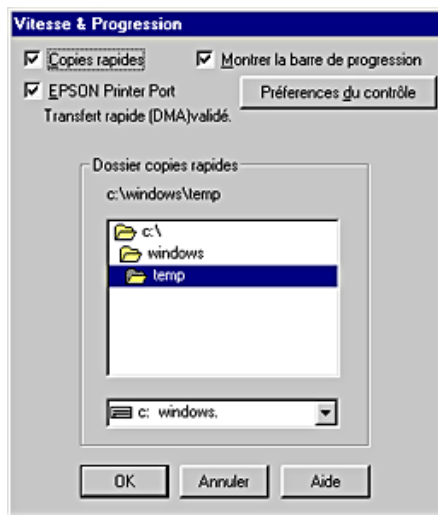 Vitesse & Progression
Copies rapides
Montrer la barre de progression
EPSON Printer Port
Préferences du contrôle
Transfert rapide (DMA)validé.
Dossier copies rapides
c:\windows\temp
c:\
windows
temp
c: windows.
OK
Annuler
Aide